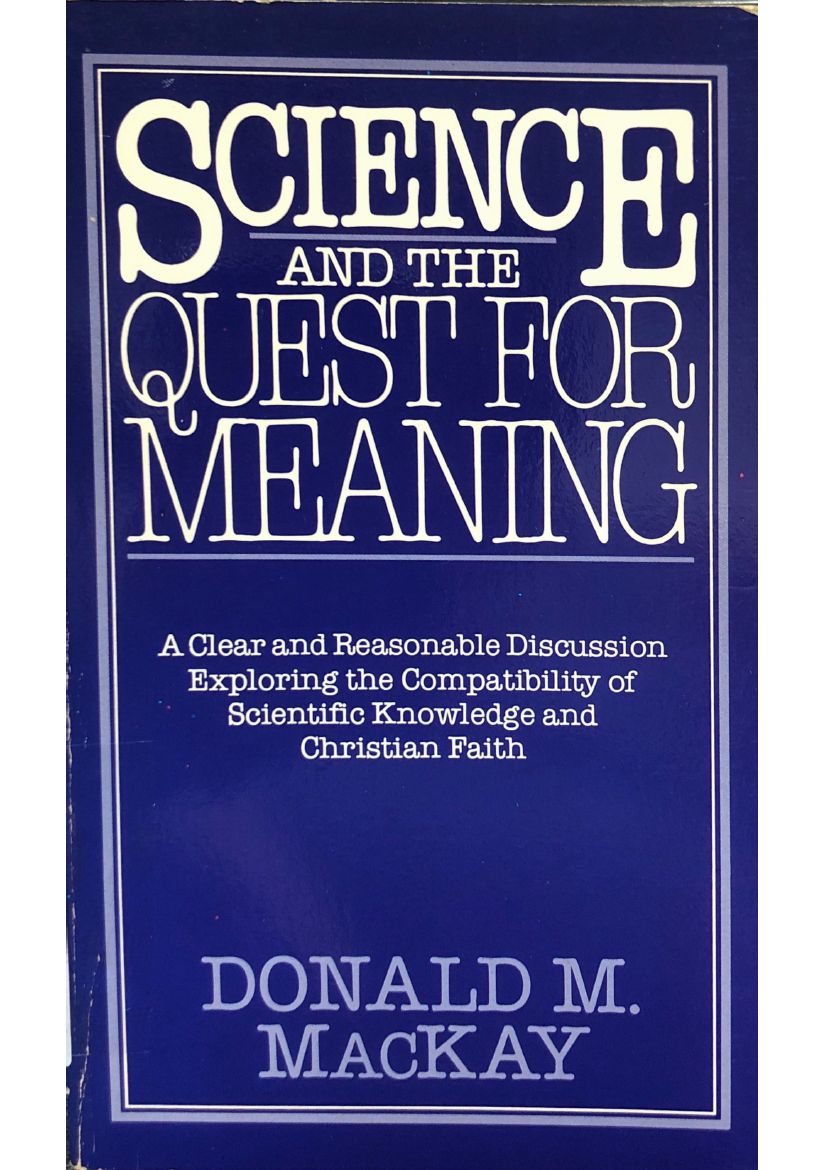 SCIENCE
AND THE
QUEST FOR
MEANING
A Clear and Reasonable Discussion
Exploring the Compatibility of
Scientific Knowledge and
Christian Faith
DONALD M.
MACKAY